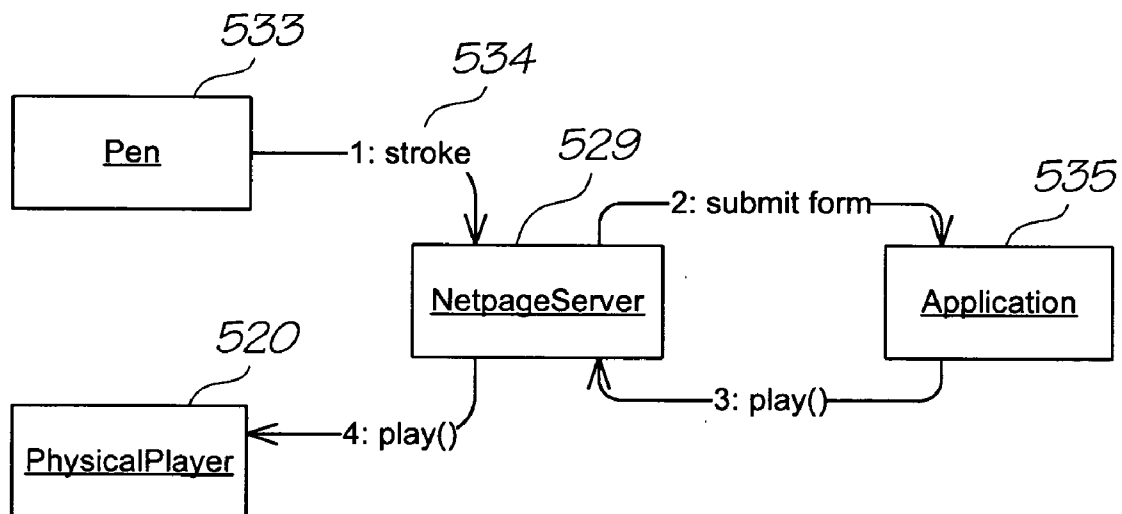 533
534
Pen
1: stroke
529
535
2: submit form
NetpageServer
Application
520
3: play()
4: play()
PhysicalPlayer